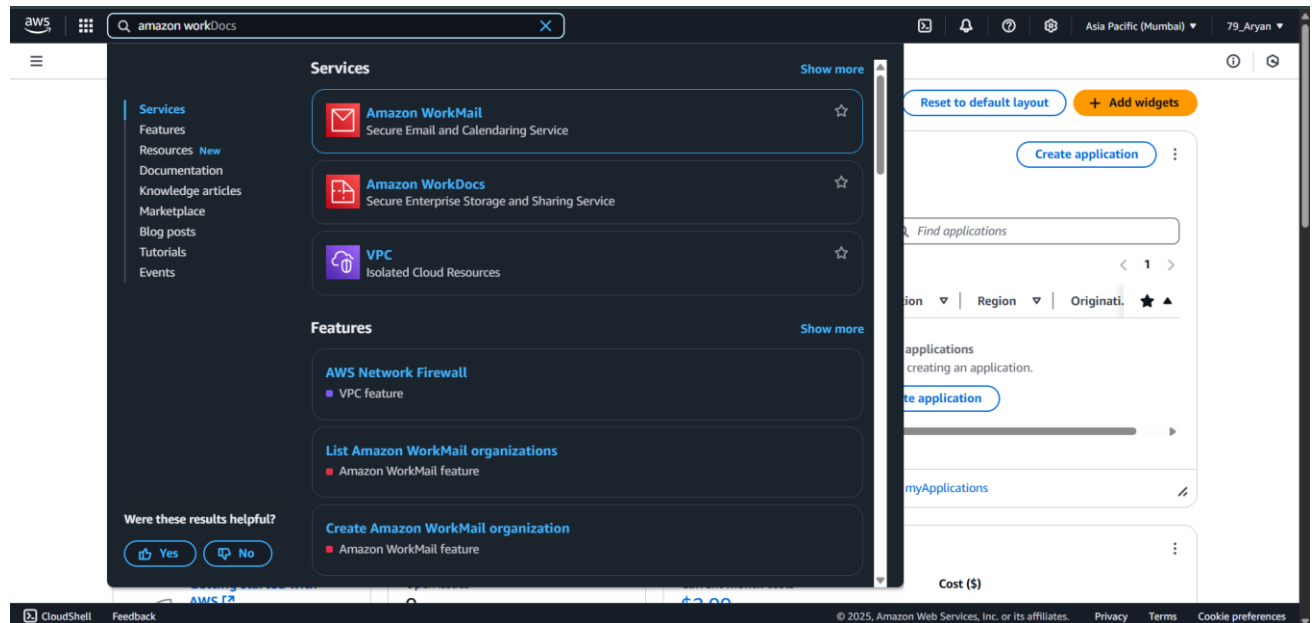 aws
amazon workDocs
Asia Pacific (Mumbai)
79_Aryan
Services
Features
Resources New
Documentation
Knowledge articles
Marketplace
Blog posts
Tutorials
Events
Were these results helpful?
Yes
No
Services
Show more
Amazon WorkMail
Secure Email and Calendaring Service
Amazon WorkDocs
Secure Enterprise Storage and Sharing Service
VPC
Isolated Cloud Resources
Features
Show more
AWS Network Firewall
VPC feature
List Amazon WorkMail organizations
Amazon WorkMail feature
Create Amazon WorkMail organization
Amazon WorkMail feature
Reset to default layout
+ Add widgets
Create application
Find applications
1
Region
Originati.
applications
creating an application.
application
myApplications
Cost ($)
AWS
CloudShell
Feedback
© 2025, Amazon Web Services, Inc. or its affiliates.
Privacy
Terms
Cookie preferences